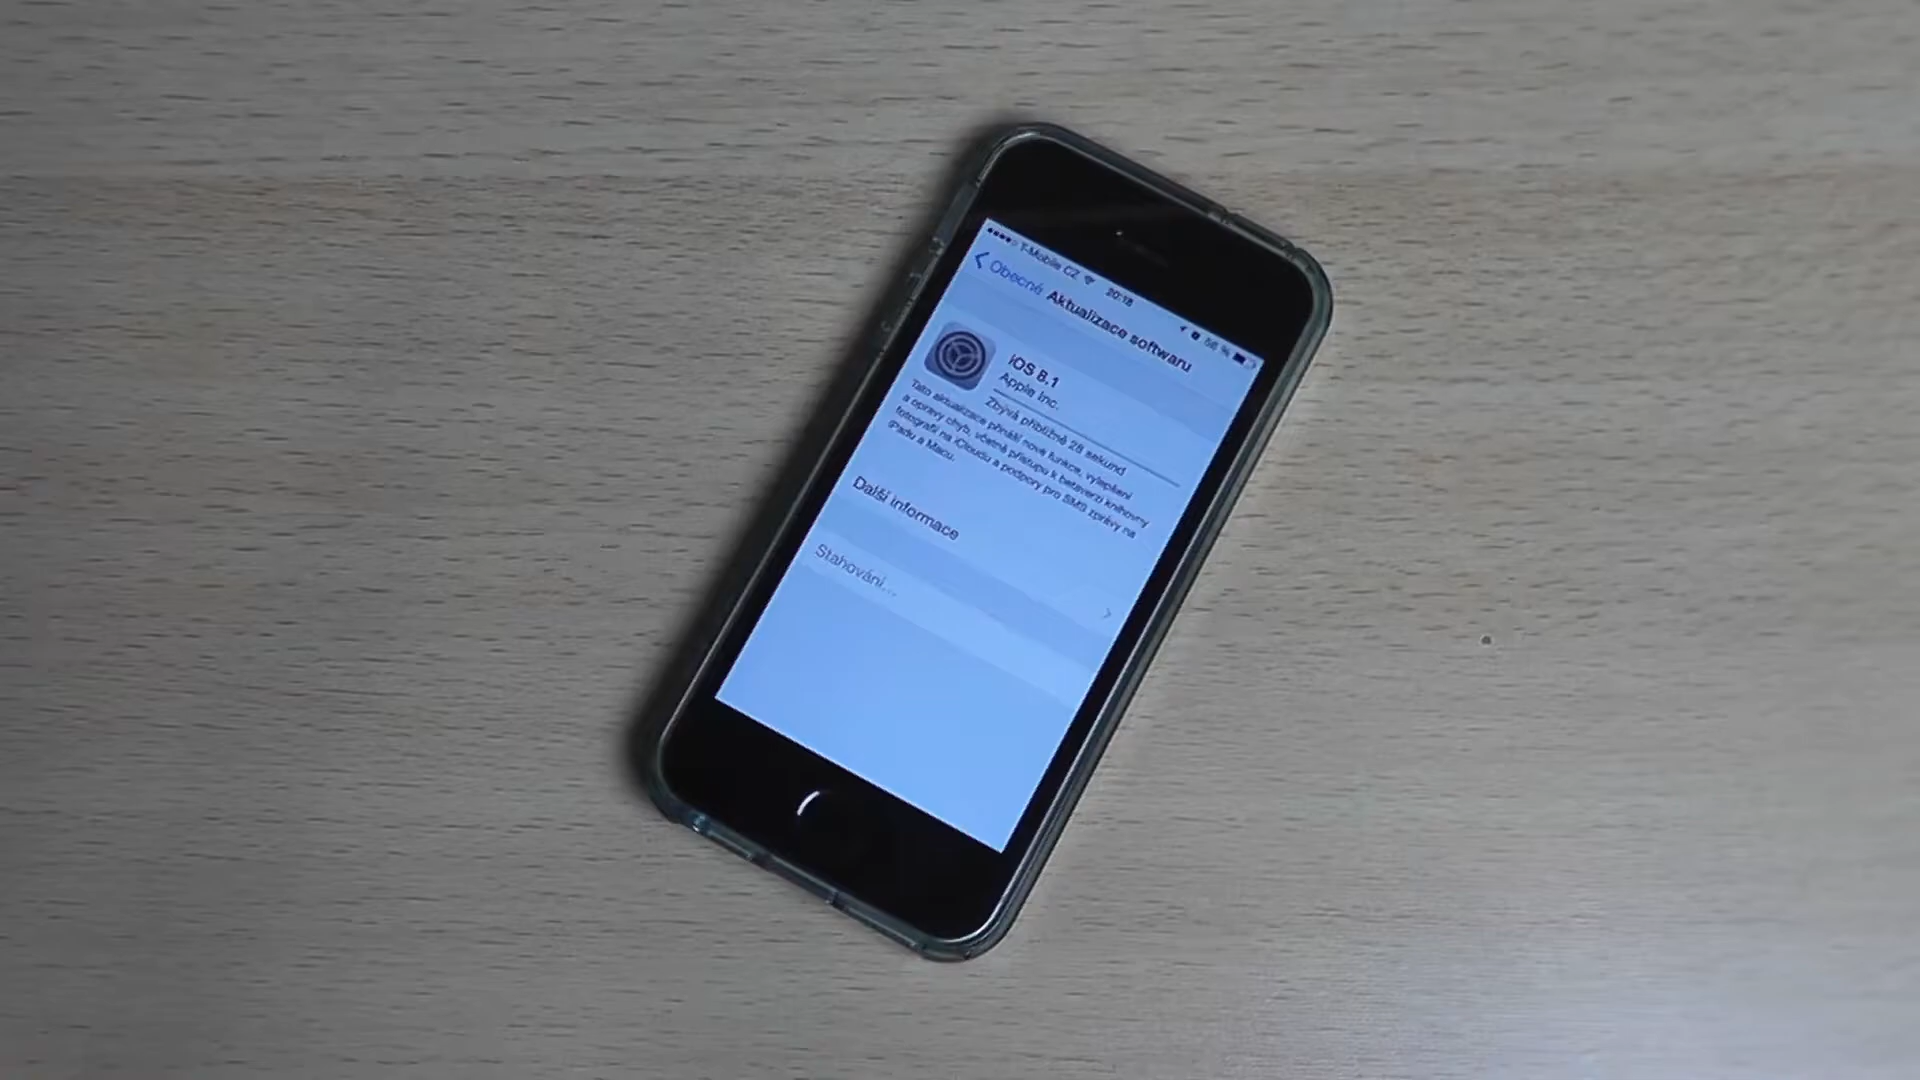 T-Mobile CZ 20:18 56 %
Obecné Aktualizace softwaru
iOS 8.1
Apple Inc.
Zbývá přibližně 28 sekund
Tato aktualizace přináší nové funkce, vylepšení
a opravy chyb, včetně přístupu k betaverzi knihovny
fotografií na iCloudu a podpory pro SMS zprávy na
iPadu a Macu.
Další informace
Stahování...